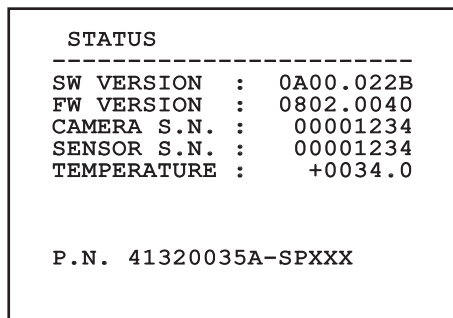 STATUS
-------------------------
SW VERSION : 0A00.022B
FW VERSION : 0802.0040
CAMERA S.N. : 00001234
SENSOR S.N. : 00001234
TEMPERATURE : +0034.0
P.N. 41320035A-SPXXX